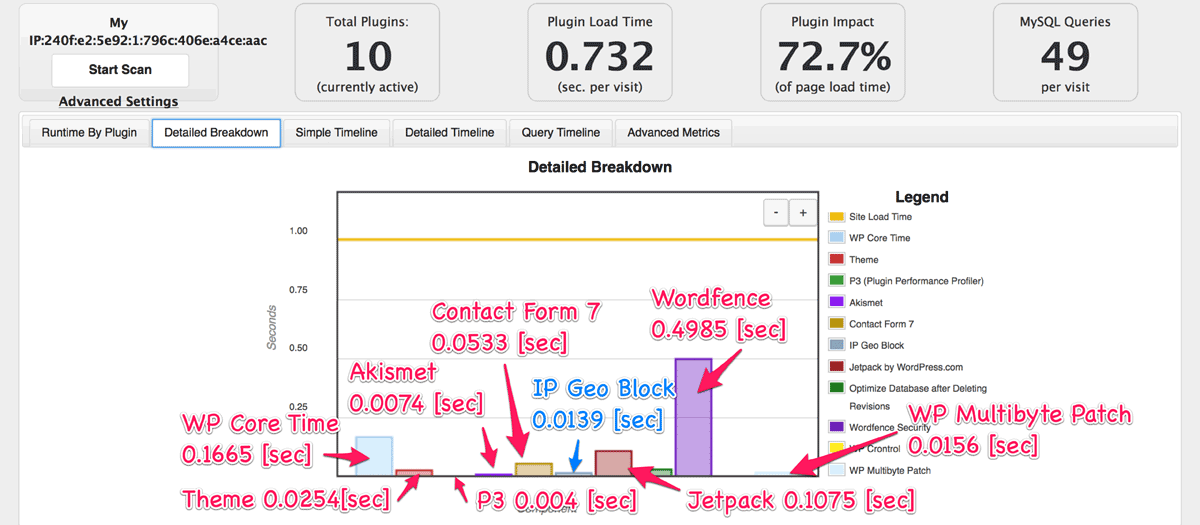 My
IP:240f:e2:5e92:1:796c:406e:a4ce:aac
Start Scan
Advanced Settings
Total Plugins:
10
(currently active)
Plugin Load Time
0.732
(sec. per visit)
Plugin Impact
72.7%
(of page load time)
MySQL Queries
49
per visit
Runtime By Plugin
Detailed Breakdown
Simple Timeline
Detailed Timeline
Query Timeline
Advanced Metrics
Detailed Breakdown
- +
1.00
0.75
0.50
0.25
Seconds
Component
WP Core Time
0.1665 [sec]
Theme 0.0254[sec]
Akismet
0.0074 [sec]
P3 0.004 [sec]
Contact Form 7
0.0533 [sec]
IP Geo Block
0.0139 [sec]
Jetpack 0.1075 [sec]
Wordfence
0.4985 [sec]
WP Multibyte Patch
0.0156 [sec]
Legend
Site Load Time
WP Core Time
Theme
P3 (Plugin Performance Profiler)
Akismet
Contact Form 7
IP Geo Block
Jetpack by WordPress.com
Optimize Database after Deleting
Revisions
Wordfence Security
WP Crontrol
WP Multibyte Patch